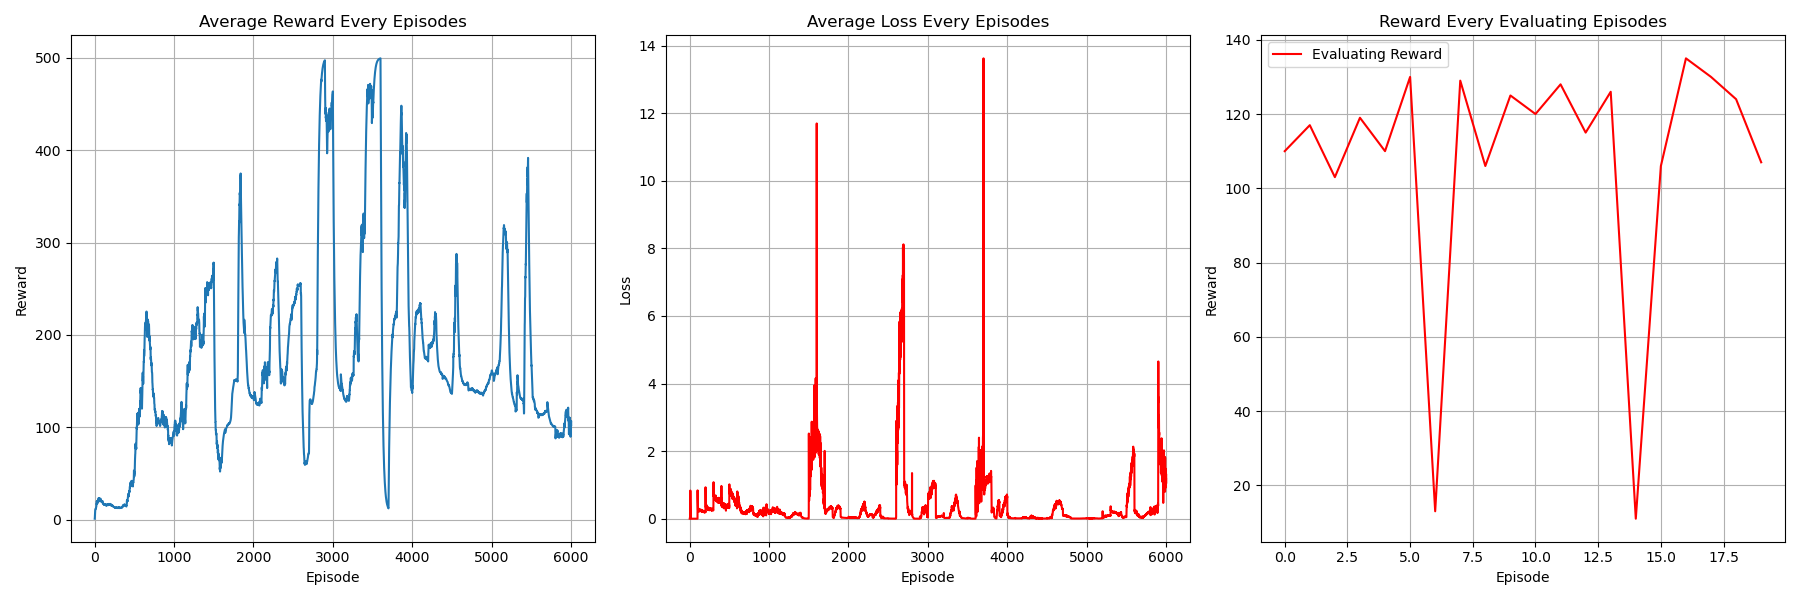 Average Reward Every Episodes
Reward
500
400
300
200
100
0
0 1000 2000 3000 4000 5000 6000
Episode
Average Loss Every Episodes
Loss
14
12
10
8
6
4
2
0
0 1000 2000 3000 4000 5000 6000
Episode
Reward Every Evaluating Episodes
Evaluating Reward
Reward
140
120
100
80
60
40
20
0.0 2.5 5.0 7.5 10.0 12.5 15.0 17.5
Episode